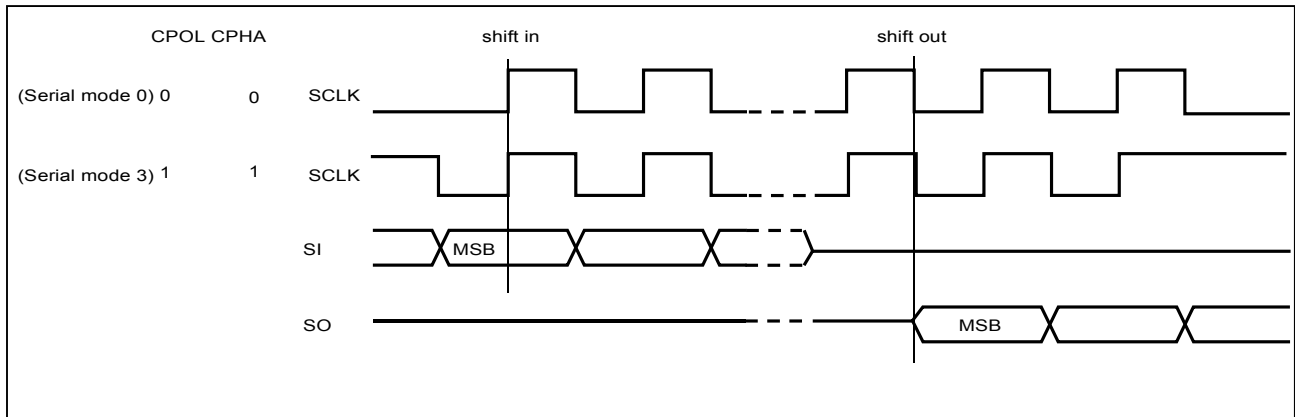 CPOL CPHA shift in shift out
(Serial mode 0) 0 0 SCLK
(Serial mode 3) 1 1 SCLK
SI MSB
SO MSB